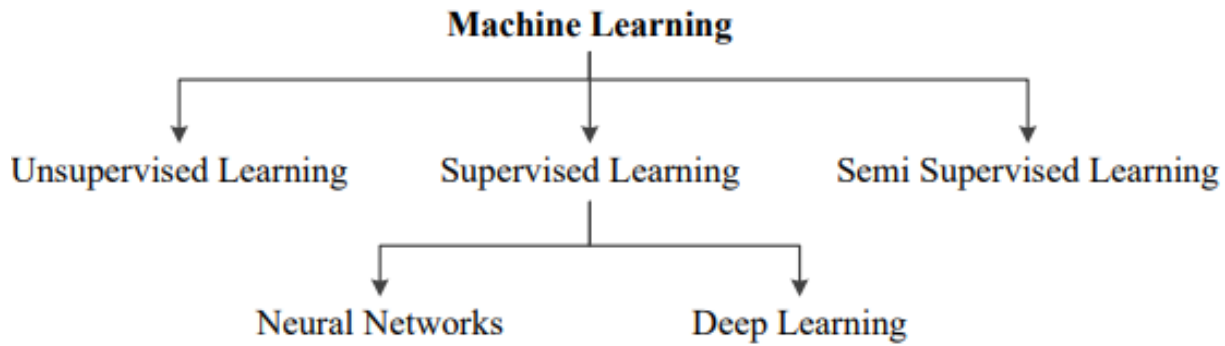 Machine Learning
Unsupervised Learning
Supervised Learning
Semi Supervised Learning
Neural Networks
Deep Learning